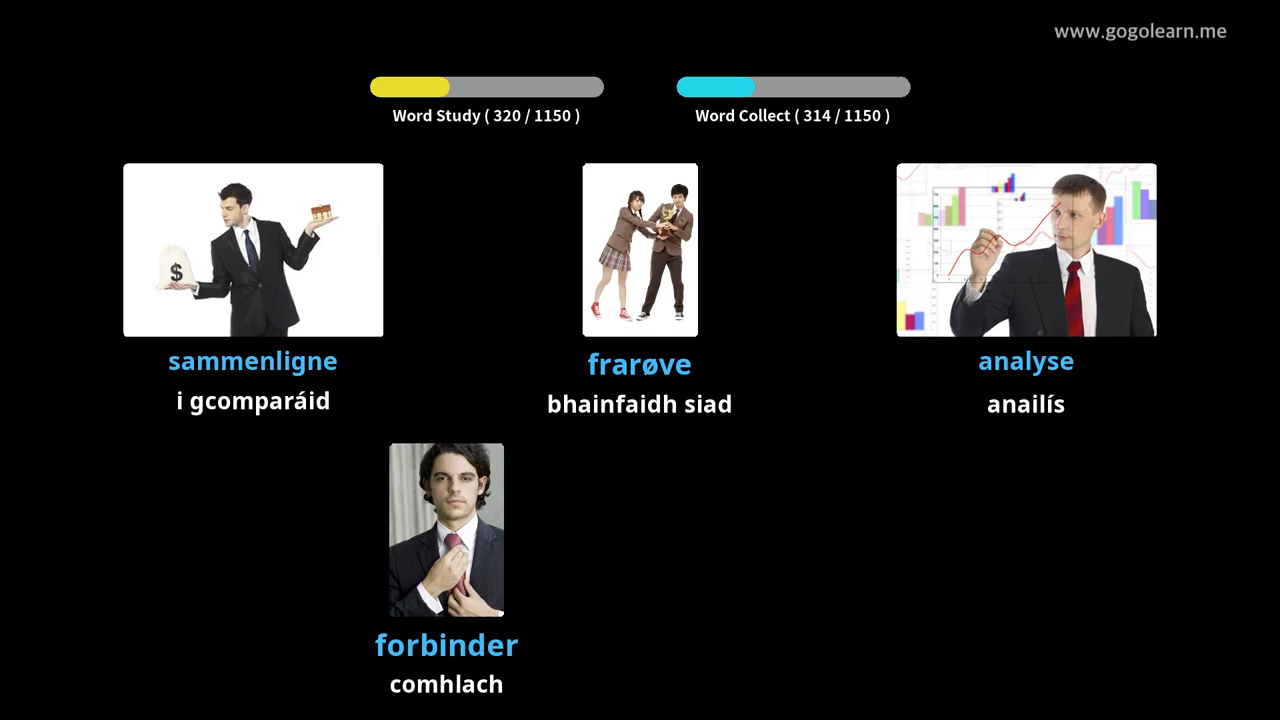 www.gogolearn.me
Word Study ( 320 / 1150 )
Word Collect ( 314 / 1150 )
sammenligne
i gcomparáid
frarøve
bhainfaidh siad
analyse
anailís
forbinder
comhlach